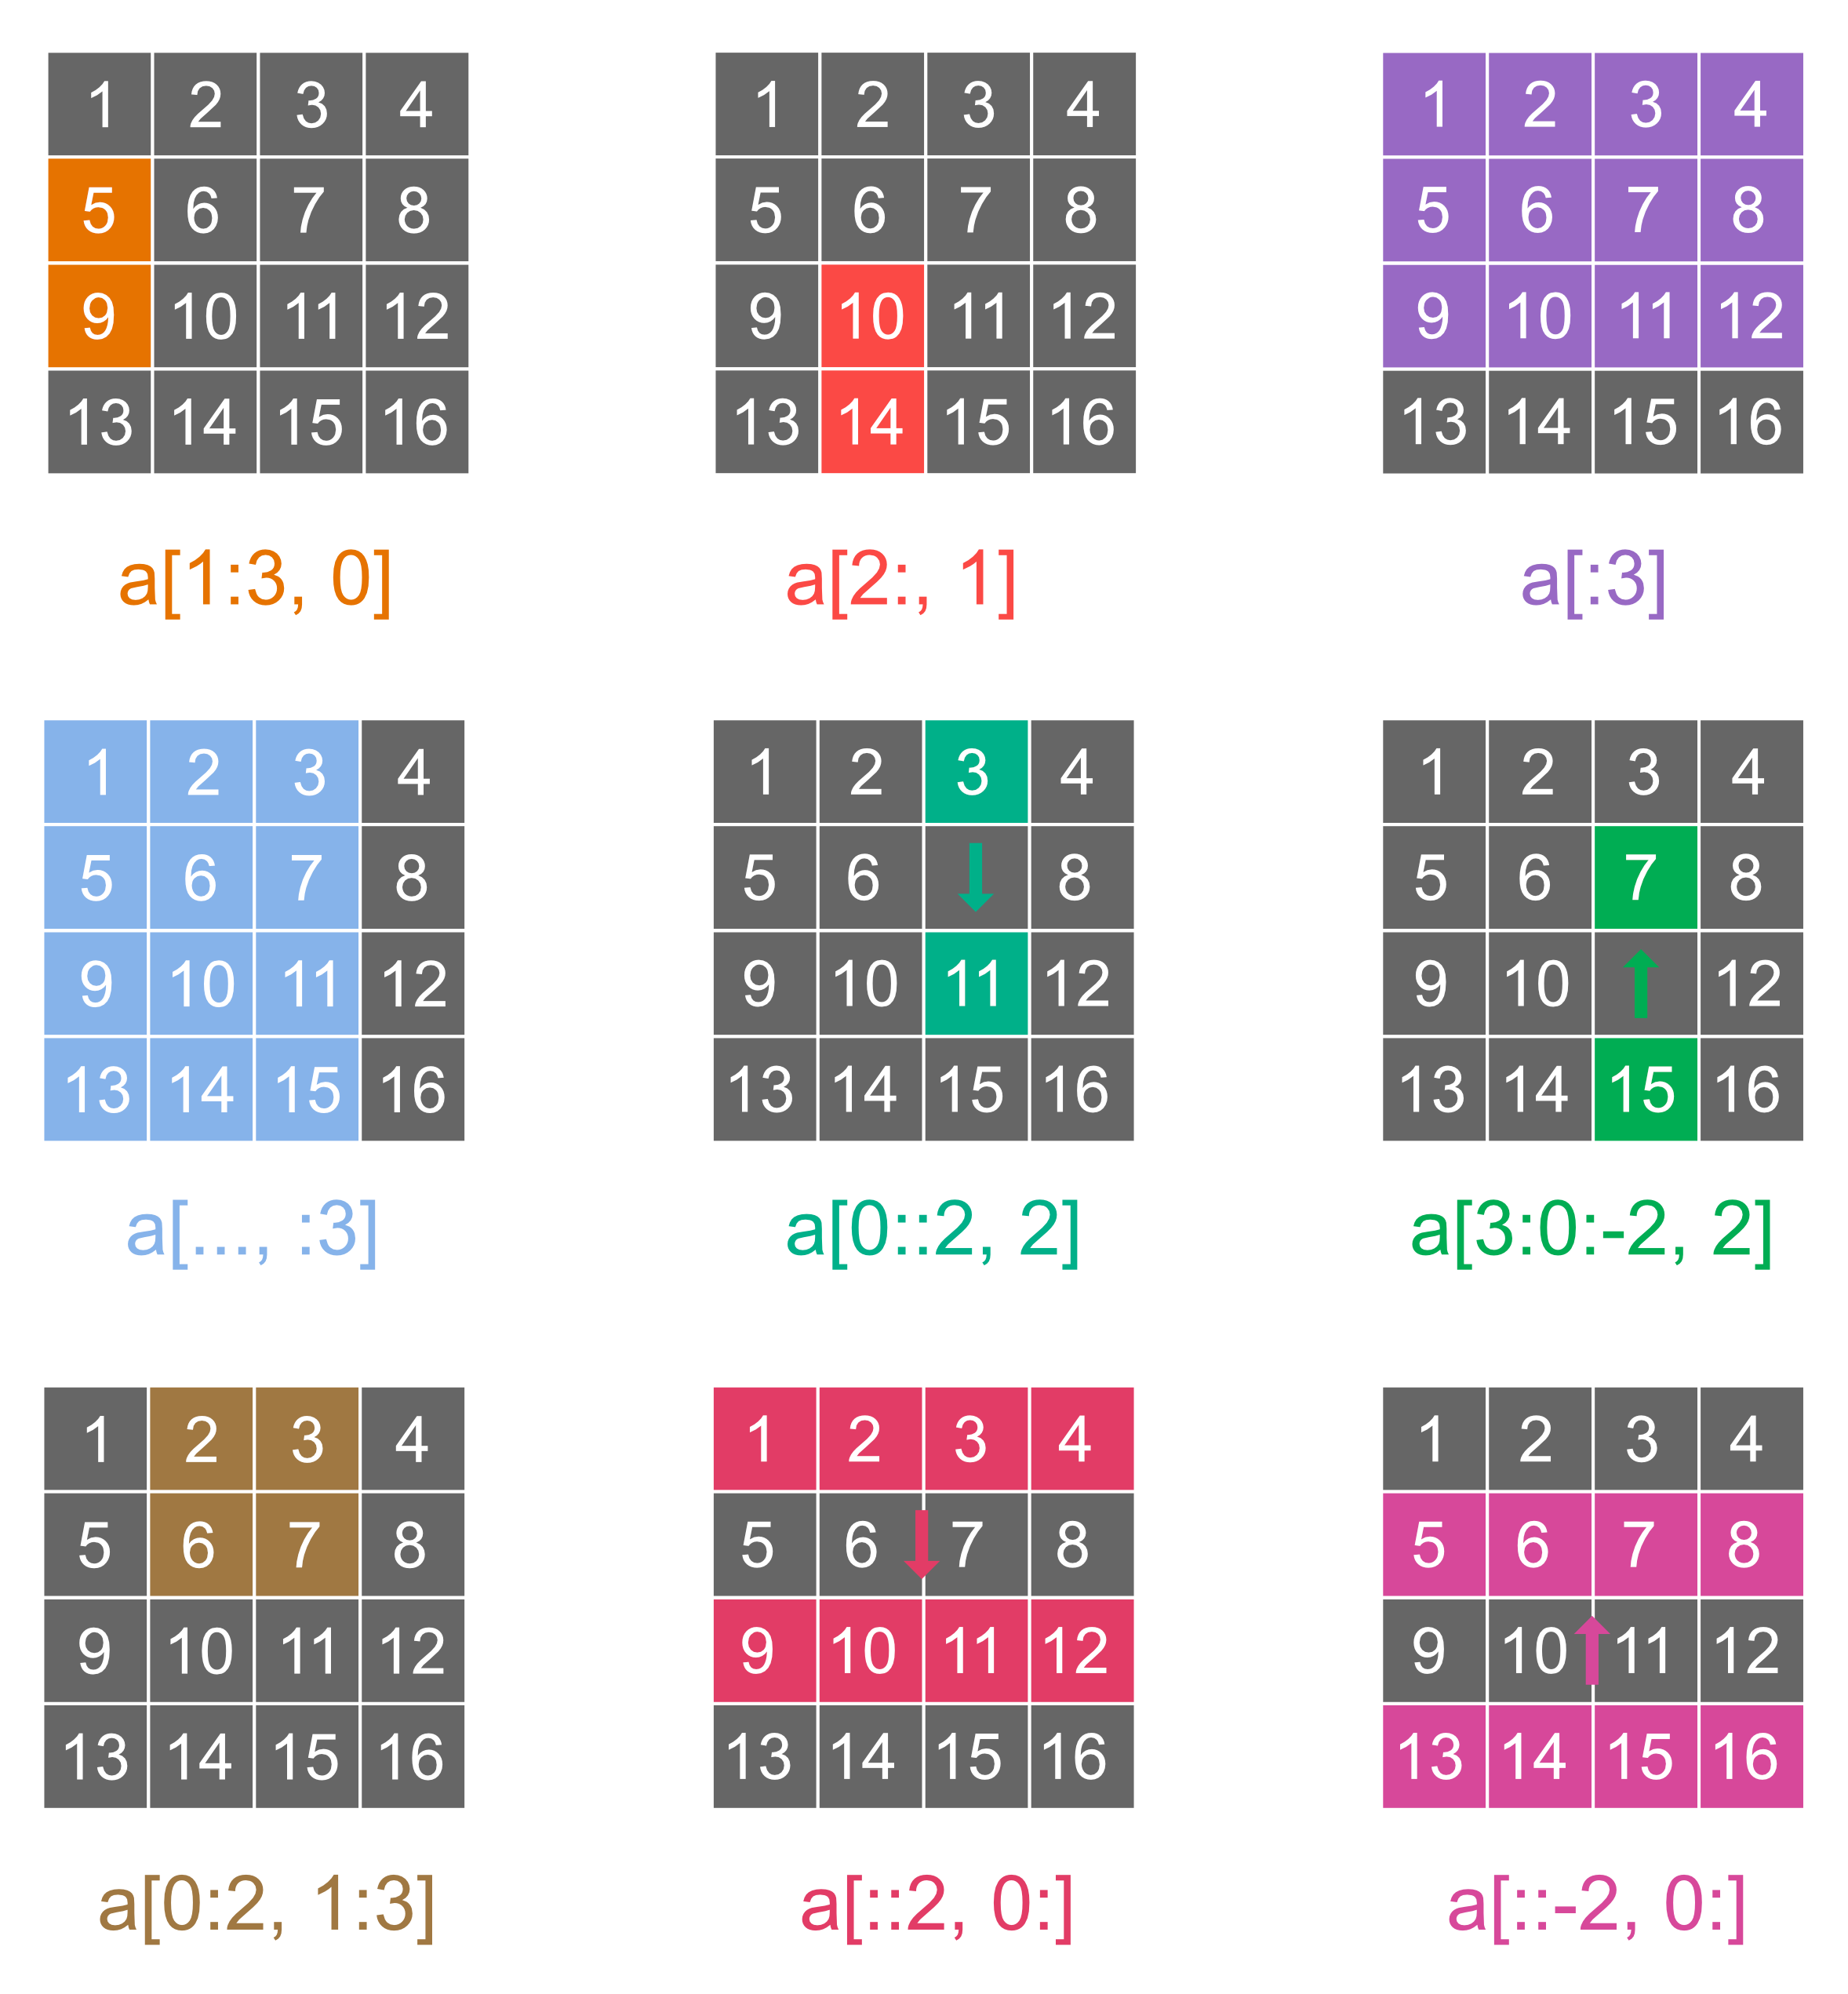 1 2 3 4
5 6 7 8
9 10 11 12
13 14 15 16
a[1:3, 0]
1 2 3 4
5 6 7 8
9 10 11 12
13 14 15 16
a[2:, 1]
1 2 3 4
5 6 7 8
9 10 11 12
13 14 15 16
a[:3]
1 2 3 4
5 6 7 8
9 10 11 12
13 14 15 16
a[..., :3]
1 2 3 4
5 6 8
9 10 11 12
13 14 15 16
a[0::2, 2]
1 2 3 4
5 6 7 8
9 10 12
13 14 15 16
a[3:0:-2, 2]
1 2 3 4
5 6 7 8
9 10 11 12
13 14 15 16
a[0:2, 1:3]
1 2 3 4
5 6 7 8
9 10 11 12
13 14 15 16
a[::2, 0:]
1 2 3 4
5 6 7 8
9 10 11 12
13 14 15 16
a[::-2, 0:]